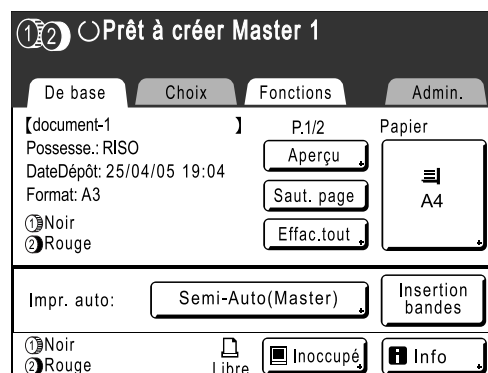 ①② Prêt à créer Master 1
De base Choix Fonctions Admin.
【document-1 】 P.1/2 Papier
Possesse.: RISO Aperçu
DateDépôt: 25/04/05 19:04
Format: A3 Saut. page A4
①Noir
②Rouge Effac.tout
Impr. auto: Semi-Auto(Master) Insertion
bandes
①Noir
②Rouge Libre Inoccupé Info